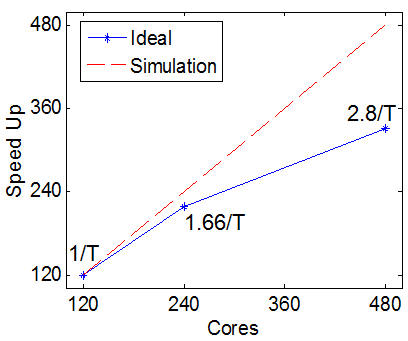 480
Ideal
Simulation
360
2.8/T
Speed Up
240
1.66/T
1/T
120
120 240 360 480
Cores